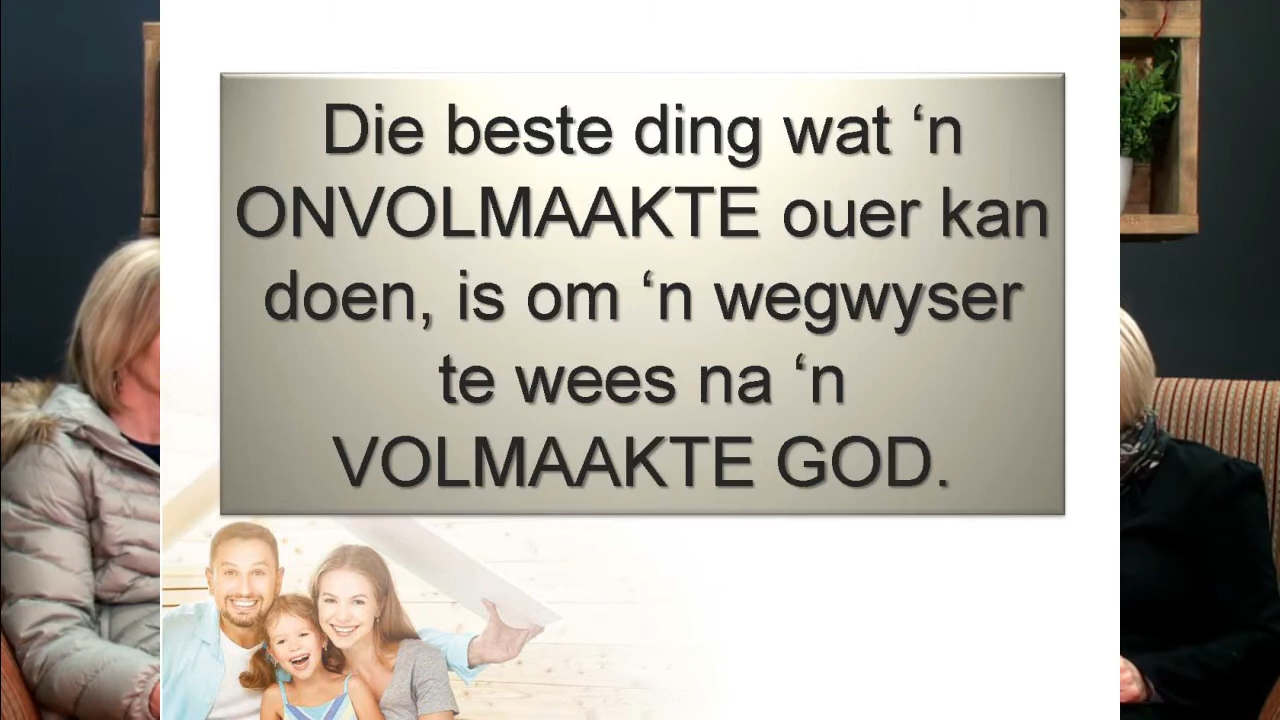 Die beste ding wat ‘n
ONVOLMAAKTE ouer kan
doen, is om ‘n wegwyser
te wees na ‘n
VOLMAAKTE GOD.